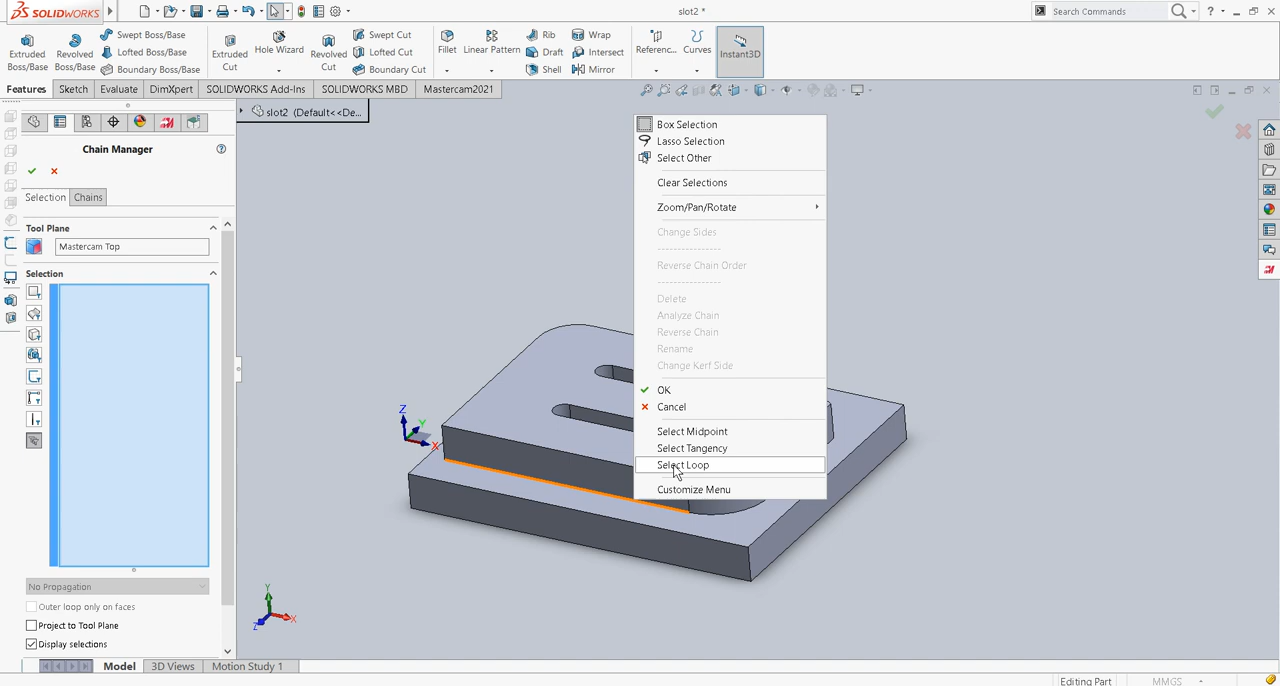 SOLIDWORKS
slot2 *
Search Commands
?
Extruded Boss/Base
Revolved Boss/Base
Swept Boss/Base
Lofted Boss/Base
Boundary Boss/Base
Extruded Cut
Hole Wizard
Revolved Cut
Swept Cut
Lofted Cut
Boundary Cut
Fillet
Linear Pattern
Rib
Draft
Shell
Wrap
Intersect
Mirror
Referenc...
Curves
Instant3D
Features
Sketch
Evaluate
DimXpert
SOLIDWORKS Add-Ins
SOLIDWORKS MBD
Mastercam2021
slot2 (Default<<De...
Chain Manager
?
Selection
Chains
Tool Plane
Mastercam Top
Selection
No Propagation
Outer loop only on faces
Project to Tool Plane
Display selections
Box Selection
Lasso Selection
Select Other
Clear Selections
Zoom/Pan/Rotate
Change Sides
----------------
Reverse Chain Order
----------------
Delete
Analyze Chain
Reverse Chain
Rename
Change Kerf Side
OK
Cancel
Select Midpoint
Select Tangency
Select Loop
Customize Menu
Z
Y
X
Y
Z
X
Model
3D Views
Motion Study 1
Editing Part
MMGS